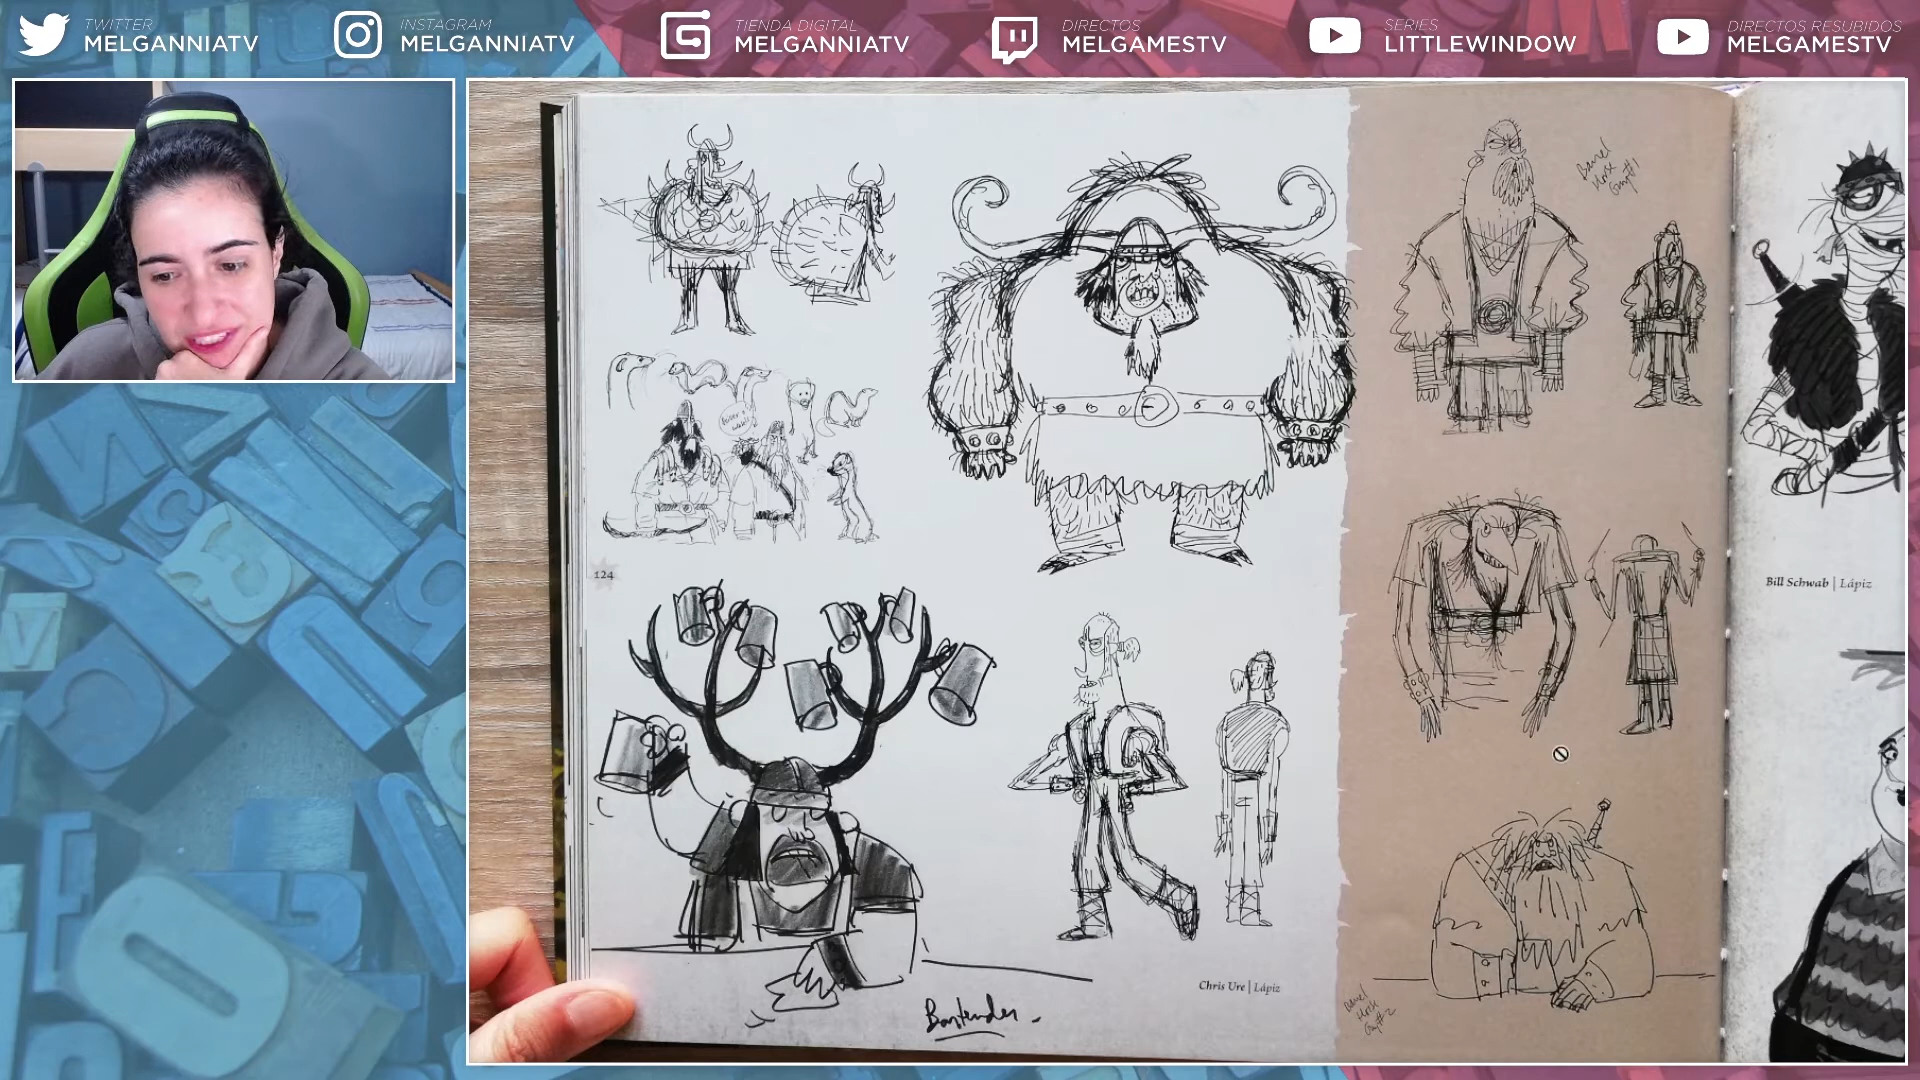 TWITTER
MELGANNIATV
INSTAGRAM
MELGANNIATV
TIENDA DIGITAL
MELGANNIATV
DIRECTOS
MELGAMESTV
SERIES
LITTLEWINDOW
DIRECTOS RESUBIDOS
MELGAMESTV
124
Bill Schwab | Lápiz
Chris Ure | Lápiz
Bartender